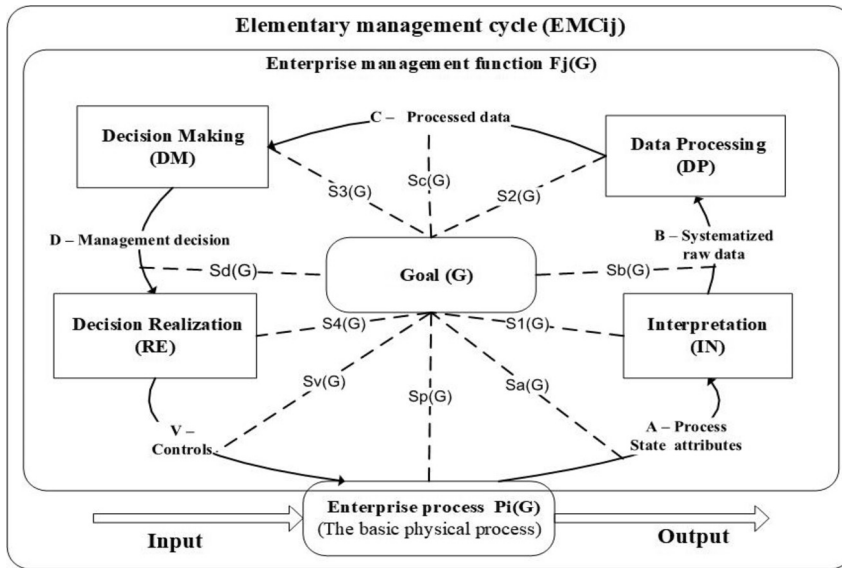 Elementary management cycle (EMCij)
Enterprise management function Fj(G)
C – Processed data
Decision Making
(DM)
Data Processing
(DP)
S3(G)
Sc(G)
S2(G)
D – Management decision
B – Systematized
raw data
Sd(G)
Goal (G)
Sb(G)
Decision Realization
(RE)
S4(G)
S1(G)
Interpretation
(IN)
Sv(G)
Sp(G)
Sa(G)
V –
Controls
A – Process
State attributes
Enterprise process Pi(G)
(The basic physical process)
Input
Output